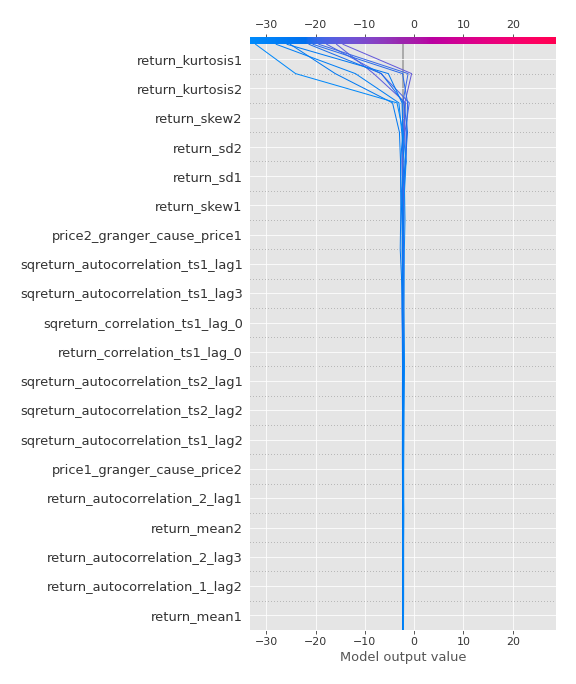 −30 −20 −10 0 10 20
return_kurtosis1
return_kurtosis2
return_skew2
return_sd2
return_sd1
return_skew1
price2_granger_cause_price1
sqreturn_autocorrelation_ts1_lag1
sqreturn_autocorrelation_ts1_lag3
sqreturn_correlation_ts1_lag_0
return_correlation_ts1_lag_0
sqreturn_autocorrelation_ts2_lag1
sqreturn_autocorrelation_ts2_lag2
sqreturn_autocorrelation_ts1_lag2
price1_granger_cause_price2
return_autocorrelation_2_lag1
return_mean2
return_autocorrelation_2_lag3
return_autocorrelation_1_lag2
return_mean1
−30 −20 −10 0 10 20
Model output value